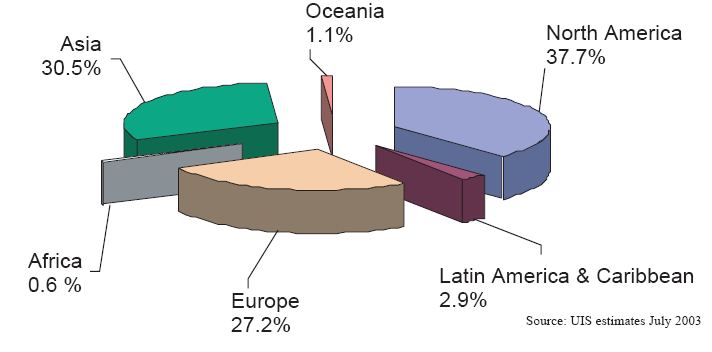 Oceania
1.1%
North America
37.7%
Asia
30.5%
Africa
0.6 %
Europe
27.2%
Latin America & Caribbean
2.9%
Source: UIS estimates July 2003